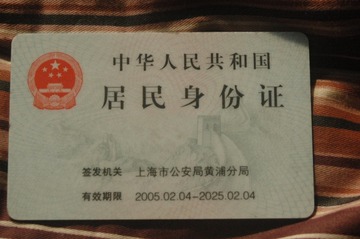 中华人民共和国
居民身份证
签发机关 上海市公安局黄浦分局
有效期限 2005.02.04-2025.02.04